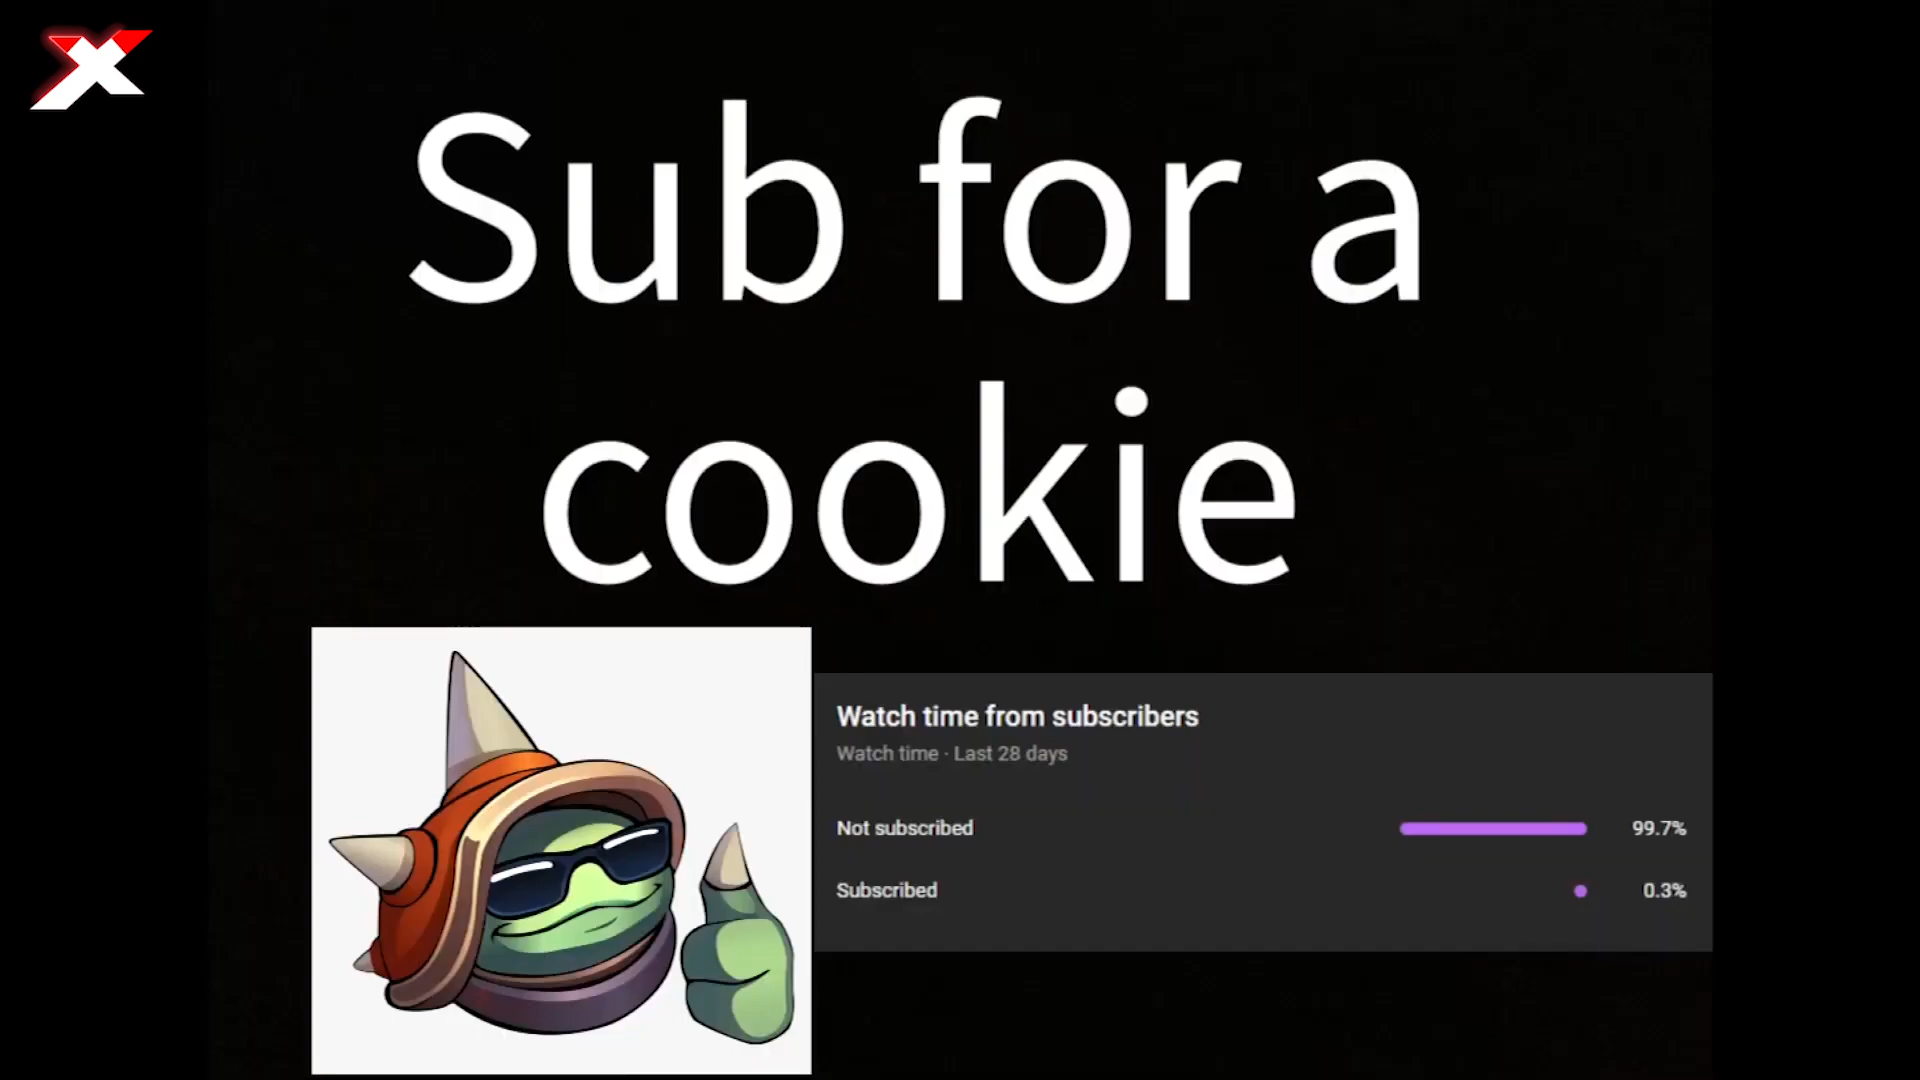 Sub for a
cookie
Watch time from subscribers
Watch time · Last 28 days
Not subscribed 99.7%
Subscribed 0.3%